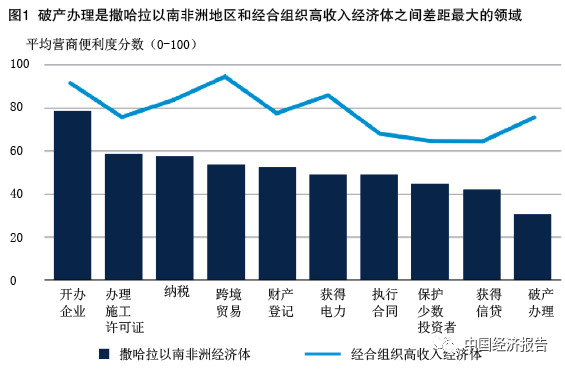 图1 破产办理是撒哈拉以南非洲地区和经合组织高收入经济体之间差距最大的领域
平均营商便利度分数（0-100）
100
80
60
40
20
0
开办
企业
办理
施工
许可证
纳税
跨境
贸易
财产
登记
获得
电力
执行
合同
保护
少数
投资者
获得
信贷
破产
办理
撒哈拉以南非洲经济体
经合组织高收入经济体
中国经济报告